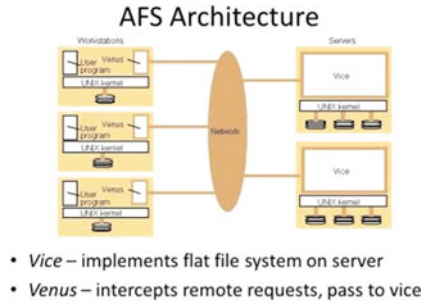 AFS Architecture
Workstations
Servers
User program
Venus
UNIX kernel
User program
Venus
UNIX kernel
User program
Venus
UNIX kernel
Network
Vice
UNIX kernel
Vice
UNIX kernel
• Vice – implements flat file system on server
• Venus – intercepts remote requests, pass to vice